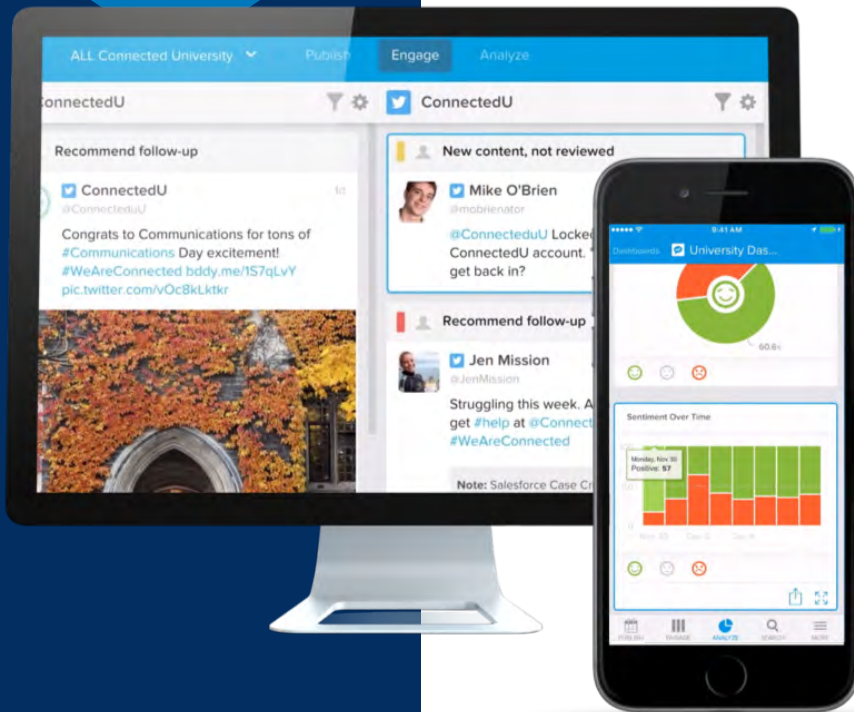 ALL Connected University
Publish
Engage
Analyze
ConnectedU
Recommend follow-up
ConnectedU
1d
@ConnecteduU
Congrats to Communications for tons of
#Communications Day excitement!
#WeAreConnected bddy.me/1S7qLvY
pic.twitter.com/vOc8kLktkr
ConnectedU
New content, not reviewed
Mike O'Brien
@mobrienator
@ConnecteduU Locked
ConnectedU account.
get back in?
Recommend follow-up
Jen Mission
@JenMission
Struggling this week. A
get #help at @Connect
#WeAreConnected
Note: Salesforce Case Cr
9:41 AM
Dashboards
University Das...
60.6%
Sentiment Over Time
Monday, Nov 30
Positive: 57
0
PUBLISH
ENGAGE
ANALYZE
SEARCH
MORE